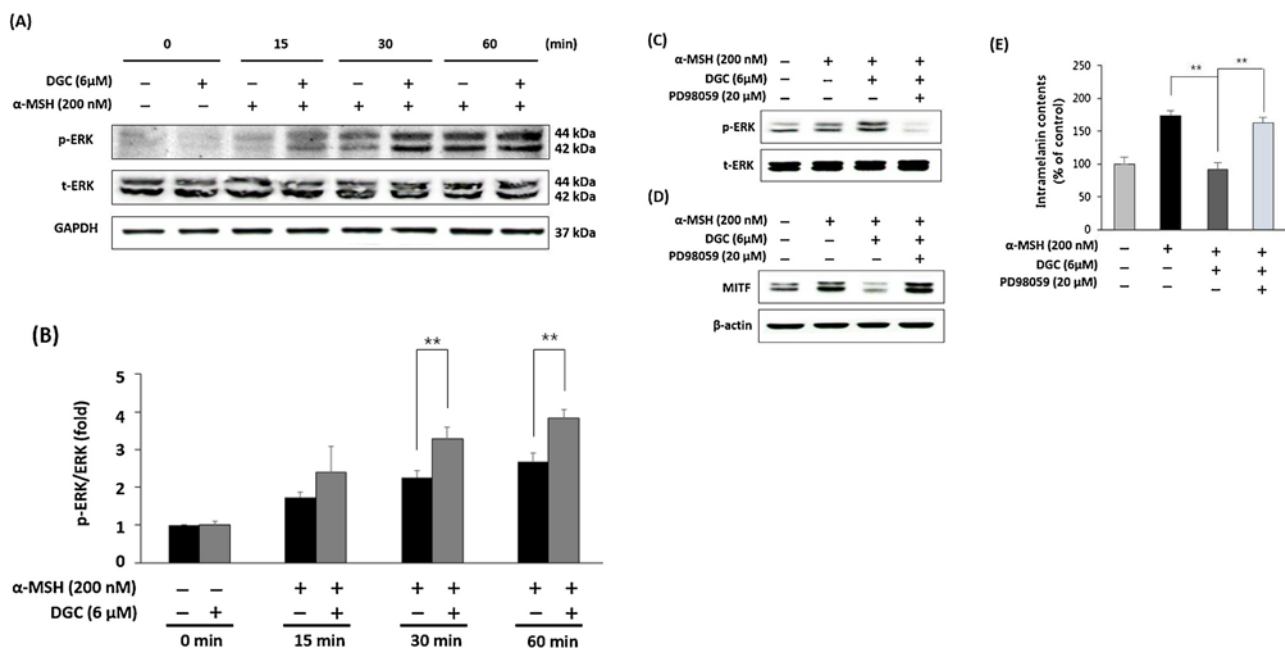 (A)
0 15 30 60 (min)
DGC (6μM) – + – + – + – +
α-MSH (200 nM) – – + + + + + +
p-ERK 44 kDa
42 kDa
t-ERK 44 kDa
42 kDa
GAPDH 37 kDa
(B)
p-ERK/ERK (fold)
5
4
3
2
1
0
** **
α-MSH (200 nM) – – + + + + + +
DGC (6 μM) – + – + – + – +
0 min 15 min 30 min 60 min
(C)
α-MSH (200 nM) – + + +
DGC (6μM) – – + +
PD98059 (20 μM) – – – +
p-ERK
t-ERK
(D)
α-MSH (200 nM) – + + +
DGC (6μM) – – + +
PD98059 (20 μM) – – – +
MITF
β-actin
(E)
Intramelanin contents
(% of control)
250
200
150
100
50
0
** **
α-MSH (200 nM) – + + +
DGC (6μM) – – + +
PD98059 (20 μM) – – – +